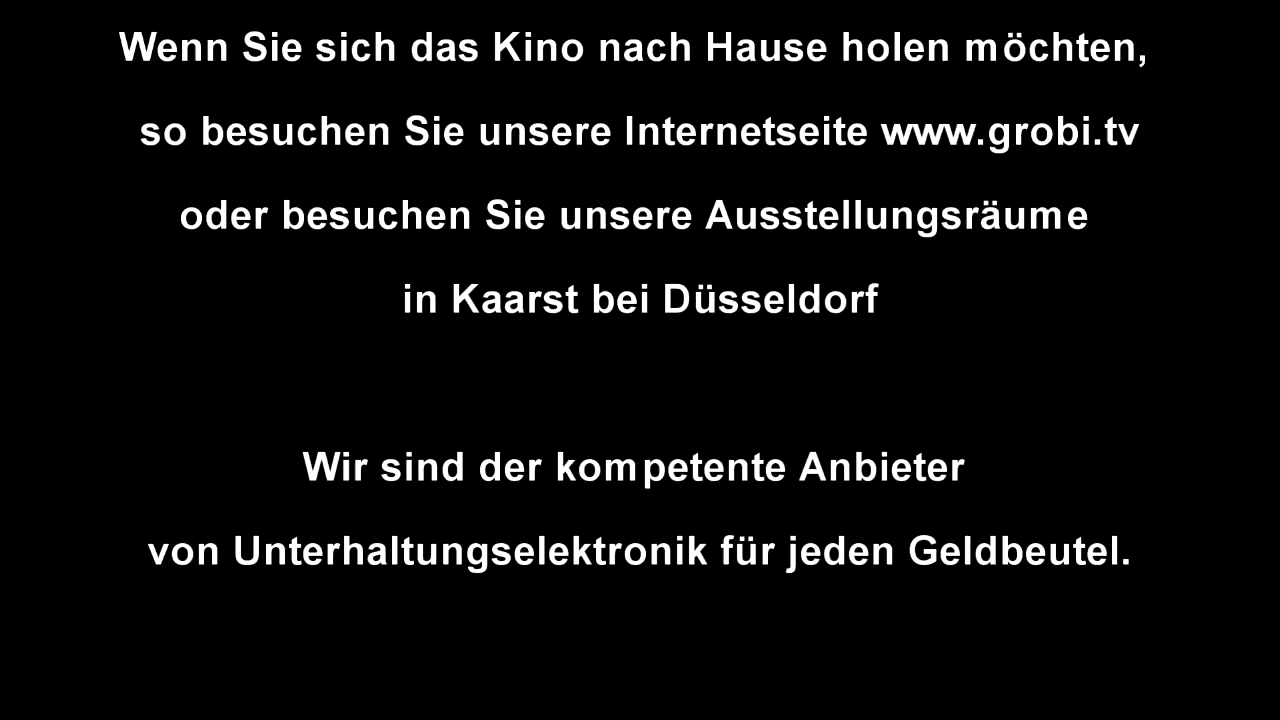 Wenn Sie sich das Kino nach Hause holen möchten,
so besuchen Sie unsere Internetseite www.grobi.tv
oder besuchen Sie unsere Ausstellungsräume
in Kaarst bei Düsseldorf
Wir sind der kompetente Anbieter
von Unterhaltungselektronik für jeden Geldbeutel.